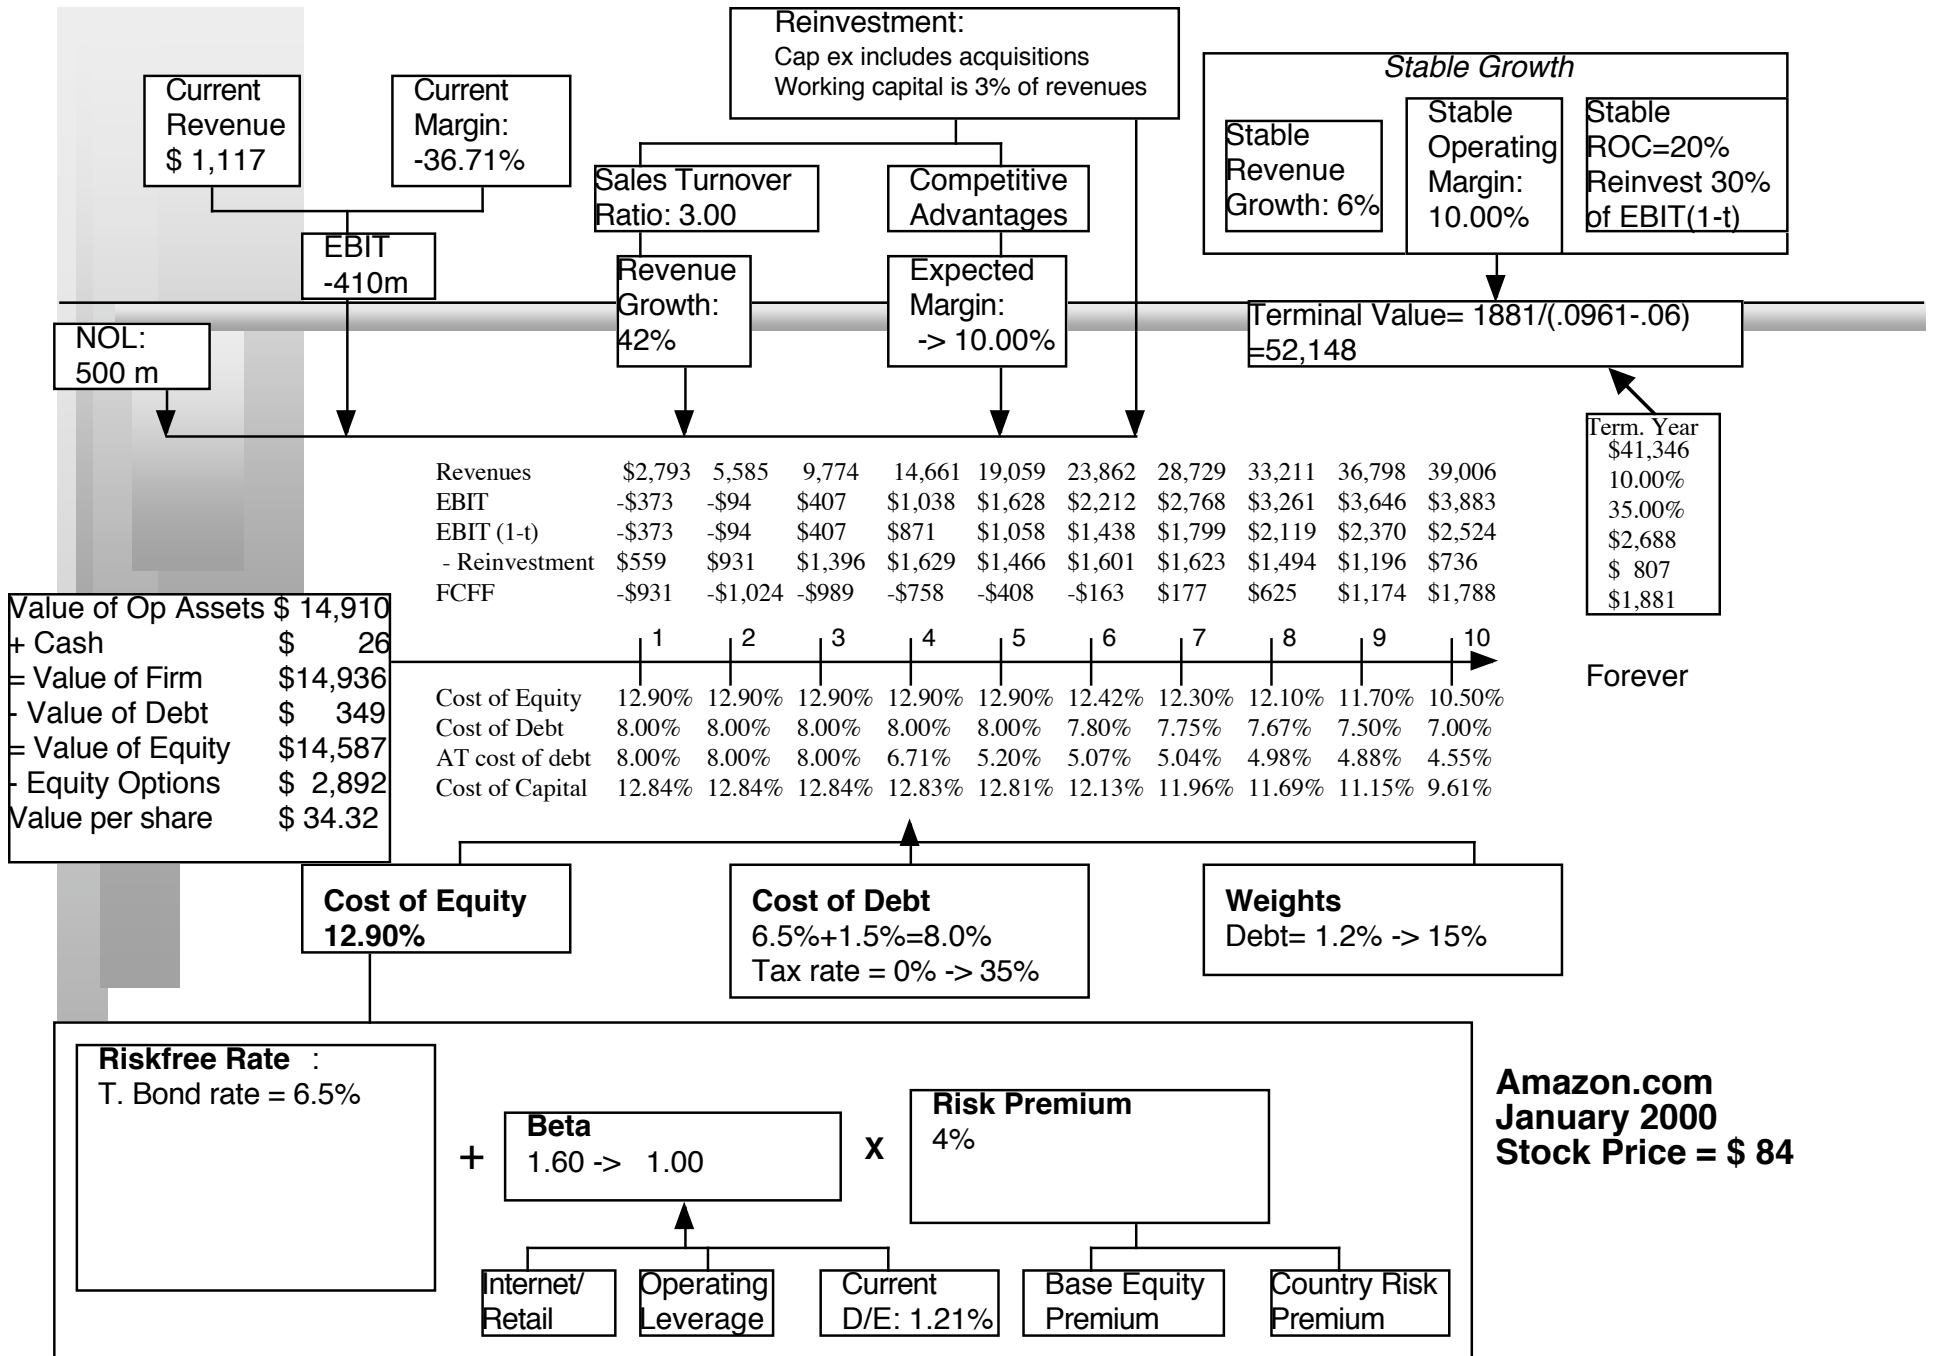 Reinvestment:
Cap ex includes acquisitions
Working capital is 3% of revenues
Current
Revenue
$ 1,117
Current
Margin:
-36.71%
Stable Growth
Stable
Revenue
Growth: 6%
Stable
Operating
Margin:
10.00%
Stable
ROC=20%
Reinvest 30%
of EBIT(1-t)
Sales Turnover
Ratio: 3.00
Competitive
Advantages
EBIT
-410m
Revenue
Growth:
42%
Expected
Margin:
-> 10.00%
NOL:
500 m
Terminal Value= 1881/(.0961-.06)
=52,148
Term. Year
$41,346
10.00%
35.00%
$2,688
$ 807
$1,881
Revenues $2,793 5,585 9,774 14,661 19,059 23,862 28,729 33,211 36,798 39,006
EBIT -$373 -$94 $407 $1,038 $1,628 $2,212 $2,768 $3,261 $3,646 $3,883
EBIT (1-t) -$373 -$94 $407 $871 $1,058 $1,438 $1,799 $2,119 $2,370 $2,524
- Reinvestment $559 $931 $1,396 $1,629 $1,466 $1,601 $1,623 $1,494 $1,196 $736
FCFF -$931 -$1,024 -$989 -$758 -$408 -$163 $177 $625 $1,174 $1,788
1 2 3 4 5 6 7 8 9 10
Forever
Value of Op Assets $ 14,910
+ Cash $ 26
= Value of Firm $14,936
- Value of Debt $ 349
= Value of Equity $14,587
- Equity Options $ 2,892
Value per share $ 34.32
Cost of Equity 12.90% 12.90% 12.90% 12.90% 12.90% 12.42% 12.30% 12.10% 11.70% 10.50%
Cost of Debt 8.00% 8.00% 8.00% 8.00% 8.00% 7.80% 7.75% 7.67% 7.50% 7.00%
AT cost of debt 8.00% 8.00% 8.00% 6.71% 5.20% 5.07% 5.04% 4.98% 4.88% 4.55%
Cost of Capital 12.84% 12.84% 12.84% 12.83% 12.81% 12.13% 11.96% 11.69% 11.15% 9.61%
Cost of Equity
12.90%
Cost of Debt
6.5%+1.5%=8.0%
Tax rate = 0% -> 35%
Weights
Debt= 1.2% -> 15%
Riskfree Rate :
T. Bond rate = 6.5%
+
Beta
1.60 -> 1.00
x
Risk Premium
4%
Amazon.com
January 2000
Stock Price = $ 84
Internet/
Retail
Operating
Leverage
Current
D/E: 1.21%
Base Equity
Premium
Country Risk
Premium